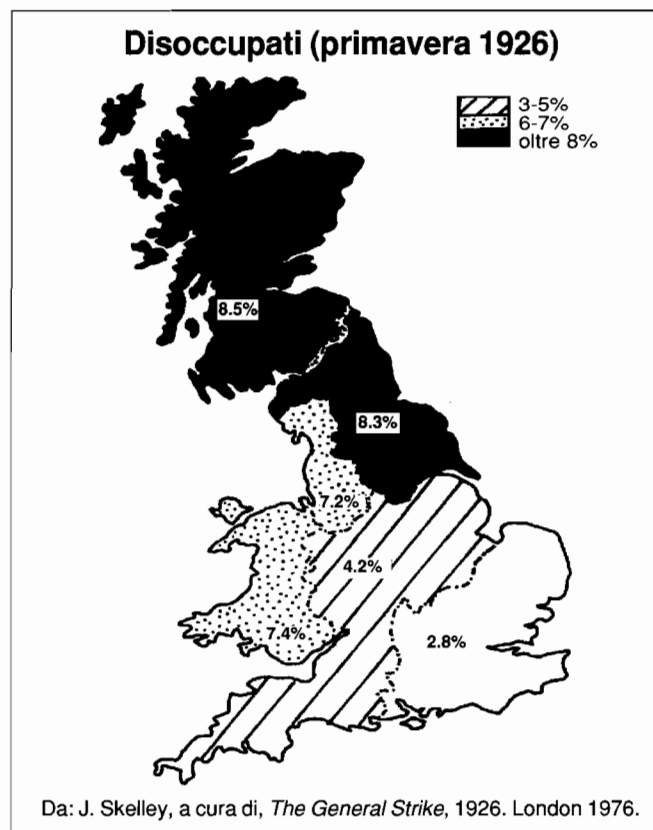 Disoccupati (primavera 1926)
3-5%
6-7%
oltre 8%
8.5%
8.3%
7.2%
4.2%
7.4%
2.8%
Da: J. Skelley, a cura di, The General Strike, 1926. London 1976.